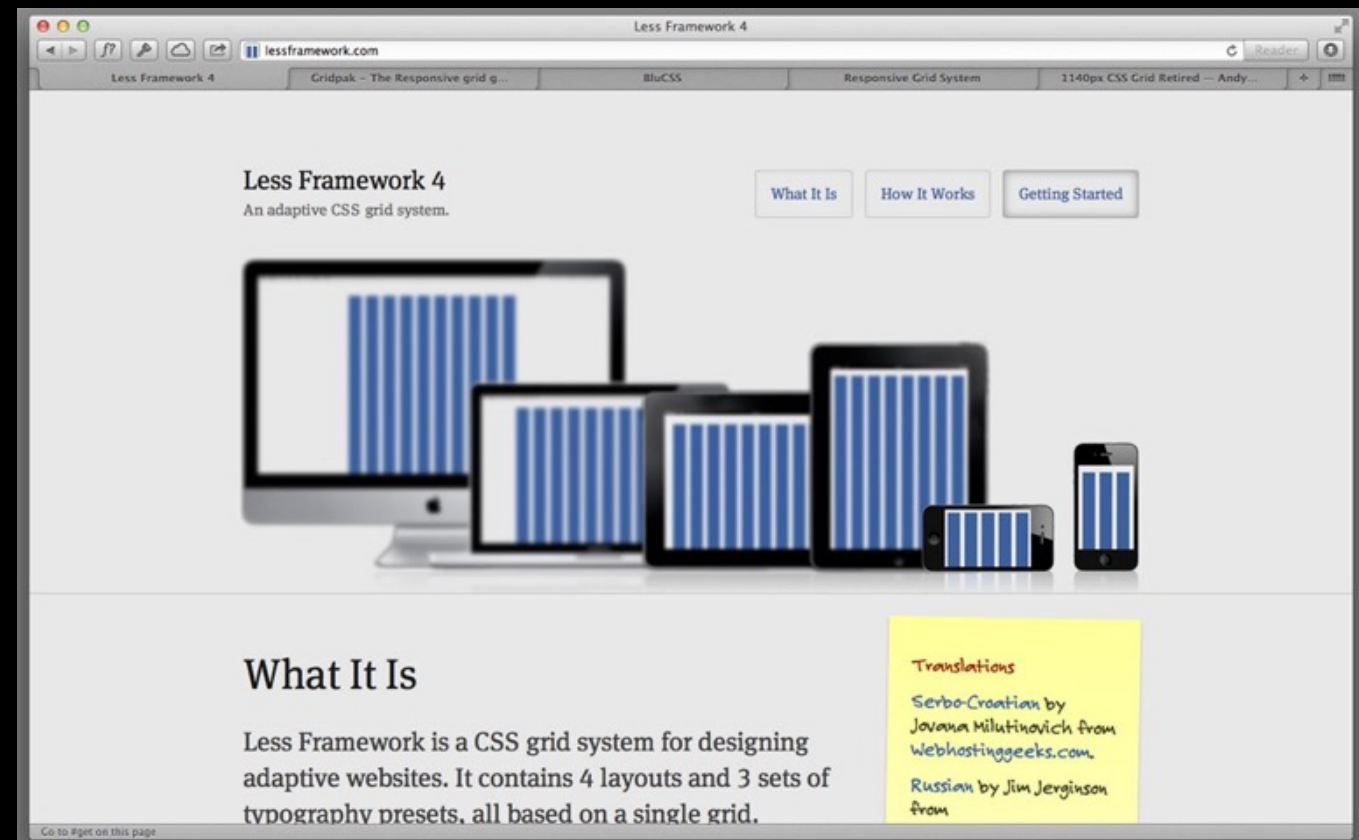 Less Framework 4
lessframework.com
Reader
Less Framework 4
Gridpak - The Responsive grid g...
BluCSS
Responsive Grid System
1140px CSS Grid Retired — Andy...
Less Framework 4
An adaptive CSS grid system.
What It Is
How It Works
Getting Started
What It Is
Less Framework is a CSS grid system for designing
adaptive websites. It contains 4 layouts and 3 sets of
typography presets, all based on a single grid.
Translations
Serbo-Croatian by
Jovana Milutinovich from
Webhostinggeeks.com.
Russian by Jim Jerginson
from
Go to #get on this page